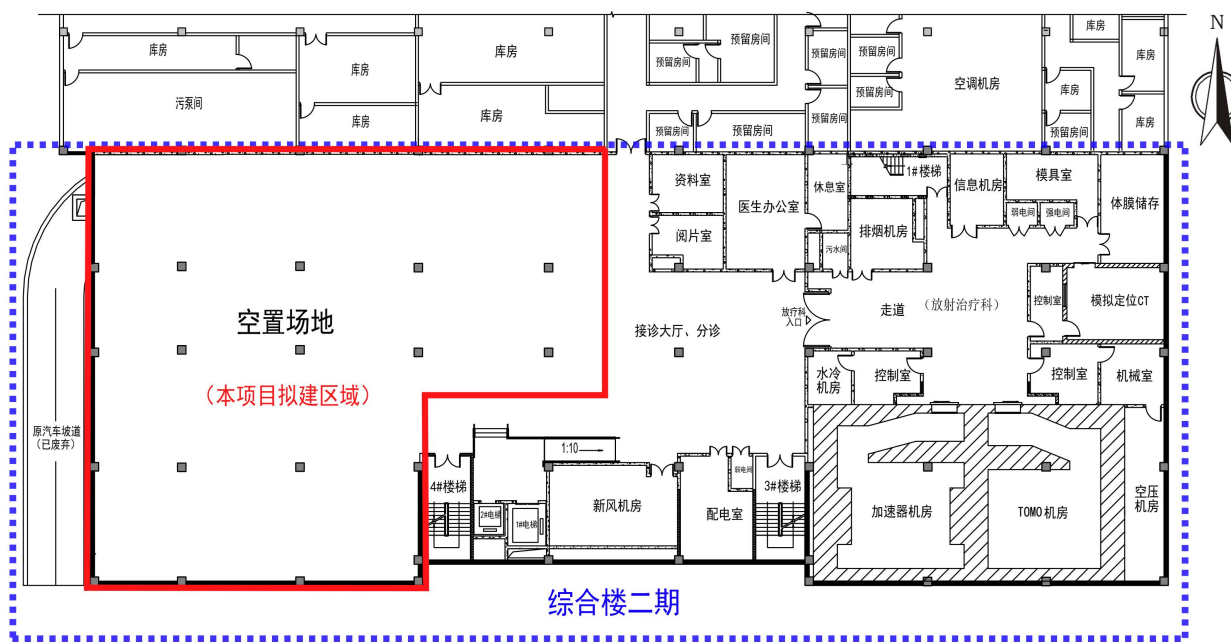 N
库房
库房
库房
预留房间
预留房间
预留房间
预留房间
预留房间
空调机房
库房
库房
库房
污泵间
库房
库房
预留房间
预留房间
预留房间
预留房间
库房
资料室
医生办公室
休息室
1#楼梯
信息机房
模具室
体膜储存
弱电间
强电间
阅片室
污水间
排烟机房
空置场地
(本项目拟建区域)
接诊大厅、分诊
放疗科
入口
走道
(放射治疗科)
控制室
模拟定位CT
水冷
机房
控制室
控制室
机械室
原汽车坡道
(已废弃)
1:10
4#楼梯
2#电梯
1#电梯
新风机房
配电室
弱电间
3#楼梯
加速器机房
TOMO机房
空压
机房
综合楼二期